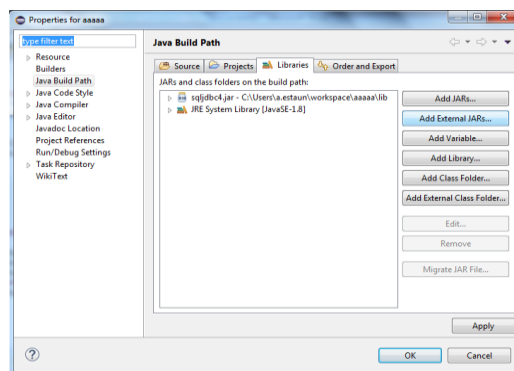 Properties for aaaaa
type filter text
Resource
Builders
Java Build Path
Java Code Style
Java Compiler
Java Editor
Javadoc Location
Project References
Run/Debug Settings
Task Repository
WikiText
Java Build Path
Source
Projects
Libraries
Order and Export
JARs and class folders on the build path:
sqljdbc4.jar - C:\Users\a.estaun\workspace\aaaaa\lib
JRE System Library [JavaSE-1.8]
Add JARs...
Add External JARs...
Add Variable...
Add Library...
Add Class Folder...
Add External Class Folder...
Edit...
Remove
Migrate JAR File...
Apply
OK
Cancel